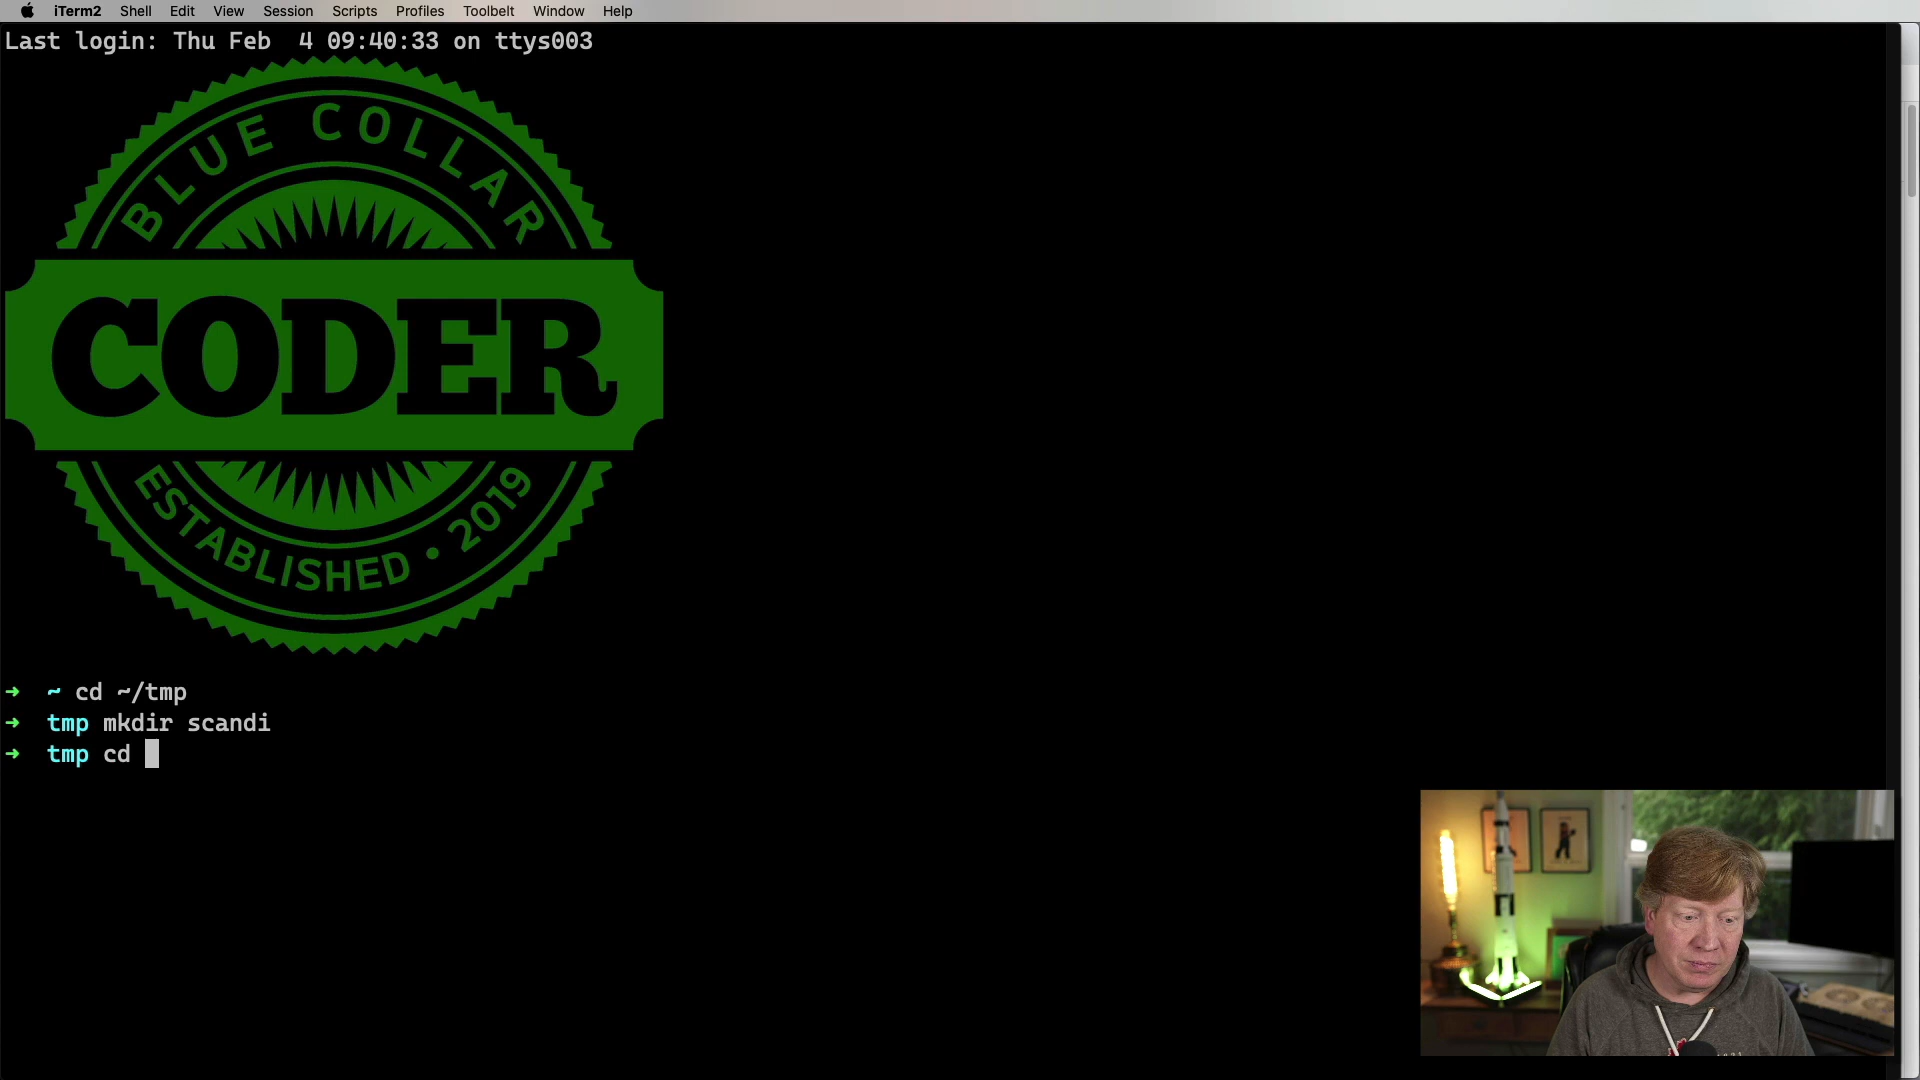 iTerm2 Shell Edit View Session Scripts Profiles Toolbelt Window Help
Last login: Thu Feb  4 09:40:33 on ttys003
BLUE COLLAR
CODER
ESTABLISHED • 2019
➜  ~ cd ~/tmp
➜  tmp mkdir scandi
➜  tmp cd